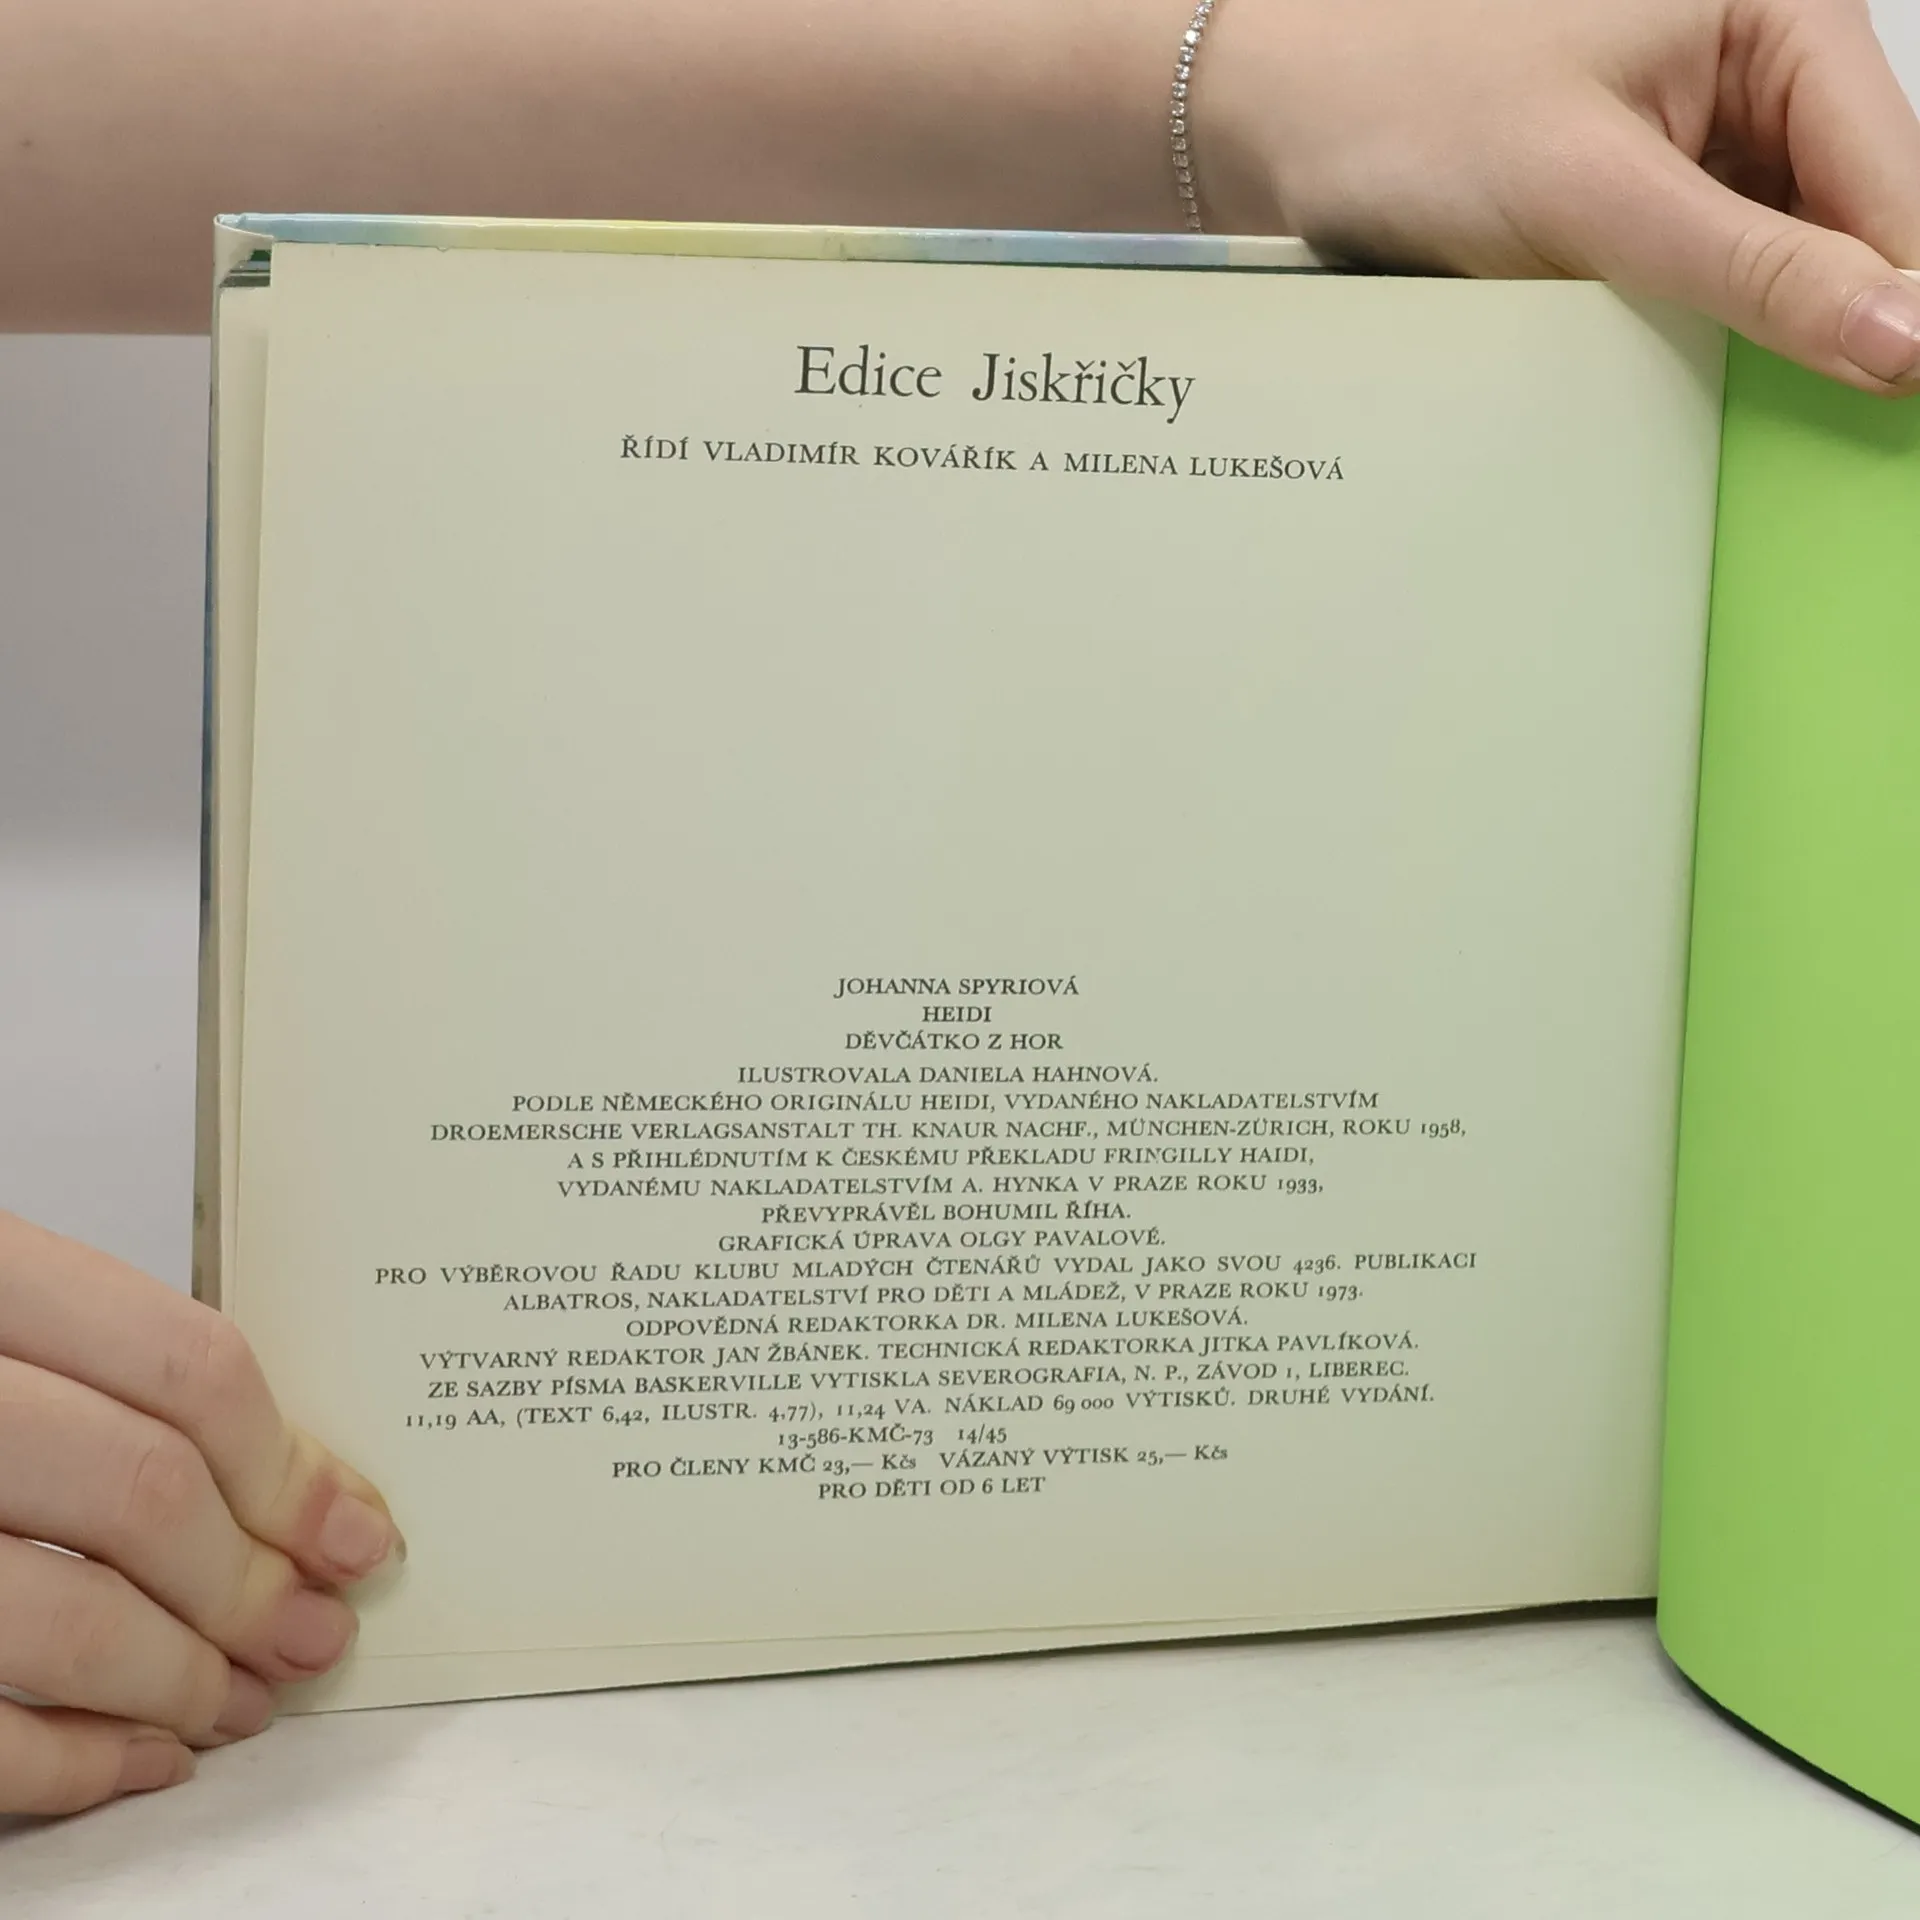 Edice Jiskřičky
ŘÍDÍ VLADIMÍR KOVÁŘÍK A MILENA LUKEŠOVÁ
JOHANNA SPYRIOVÁ
HEIDI
DĚVČÁTKO Z HOR
ILUSTROVALA DANIELA HAHNOVÁ.
PODLE NĚMECKÉHO ORIGINÁLU HEIDI, VYDANÉHO NAKLADATELSTVÍM
DROEMERSCHE VERLAGSANSTALT TH. KNAUR NACHF., MÜNCHEN-ZÜRICH, ROKU 1958,
A S PŘIHLÉDNUTÍM K ČESKÉMU PŘEKLADU FRINGILLY HAIDI,
VYDANÉMU NAKLADATELSTVÍM A. HYNKA V PRAZE ROKU 1933,
PŘEVYPRÁVĚL BOHUMIL ŘÍHA.
GRAFICKÁ ÚPRAVA OLGY PAVALOVÉ.
PRO VÝBĚROVOU ŘADU KLUBU MLADÝCH ČTENÁŘŮ VYDAL JAKO SVOU 4236. PUBLIKACI
ALBATROS, NAKLADATELSTVÍ PRO DĚTI A MLÁDEŽ, V PRAZE ROKU 1973.
ODPOVĚDNÁ REDAKTORKA DR. MILENA LUKEŠOVÁ.
VÝTVARNÝ REDAKTOR JAN ŽBÁNEK. TECHNICKÁ REDAKTORKA JITKA PAVLÍKOVÁ.
ZE SAZBY PÍSMA BASKERVILLE VYTISKLA SEVEROGRAFIA, N. P., ZÁVOD 1, LIBEREC.
11,19 AA, (TEXT 6,42, ILUSTR. 4,77), 11,24 VA. NÁKLAD 69 000 VÝTISKŮ. DRUHÉ VYDÁNÍ.
13-586-KMČ-73 14/45
PRO ČLENY KMČ 23,— Kčs VÁZANÝ VÝTISK 25,— Kčs
PRO DĚTI OD 6 LET